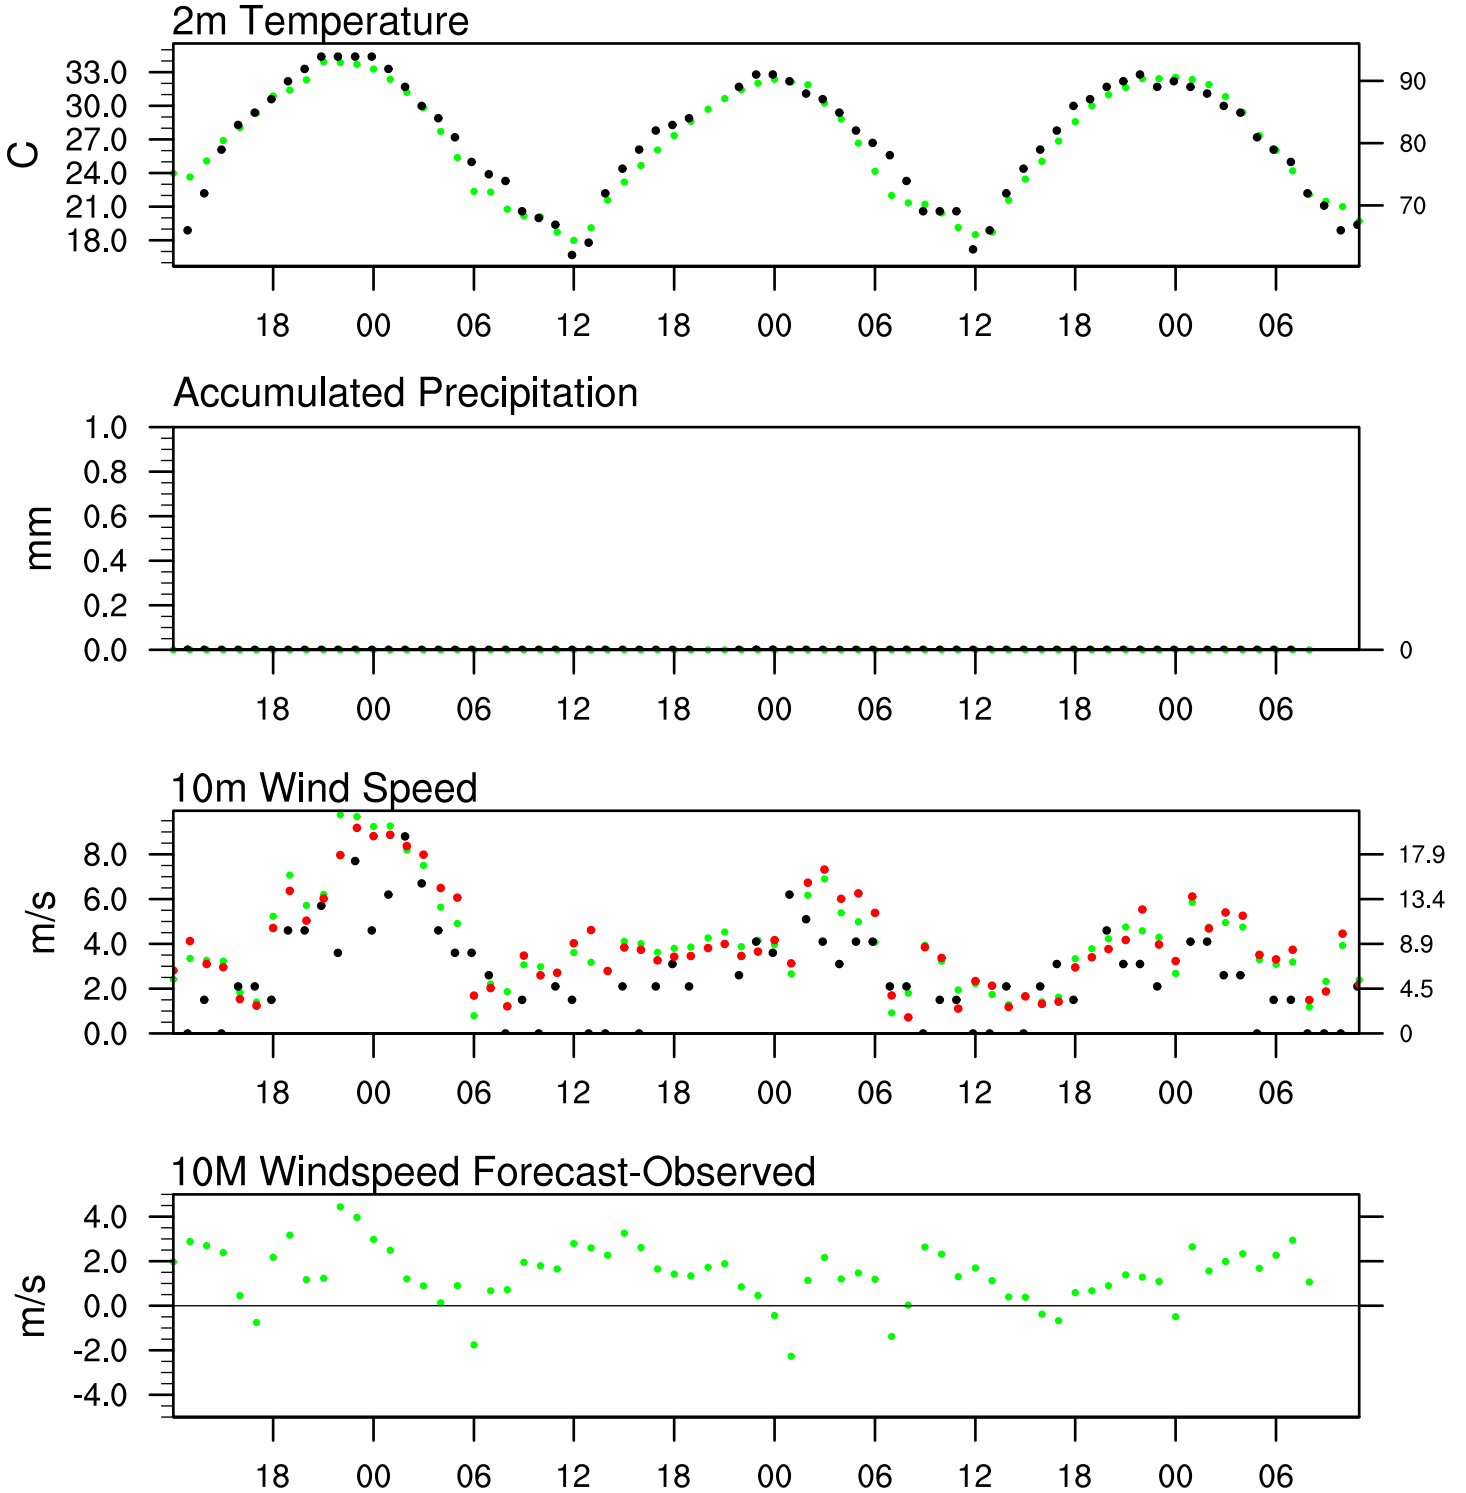 2m Temperature
33.0
30.0
27.0
24.0
21.0
18.0
C
90
80
70
18 00 06 12 18 00 06 12 18 00 06
Accumulated Precipitation
1.0
0.8
0.6
0.4
0.2
0.0
mm
0
18 00 06 12 18 00 06 12 18 00 06
10m Wind Speed
8.0
6.0
4.0
2.0
0.0
m/s
17.9
13.4
8.9
4.5
0
18 00 06 12 18 00 06 12 18 00 06
10M Windspeed Forecast-Observed
4.0
2.0
0.0
-2.0
-4.0
m/s
18 00 06 12 18 00 06 12 18 00 06